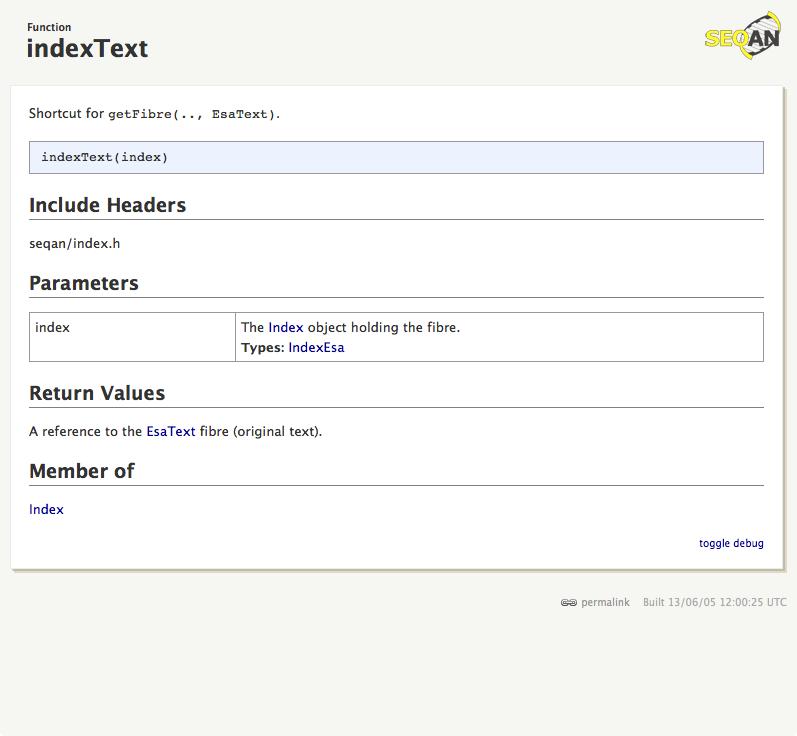 Function
indexText
SEQAN
Shortcut for getFibre(.., EsaText).
indexText(index)
Include Headers
seqan/index.h
Parameters
index
The Index object holding the fibre.
Types: IndexEsa
Return Values
A reference to the EsaText fibre (original text).
Member of
Index
toggle debug
permalink Built 13/06/05 12:00:25 UTC